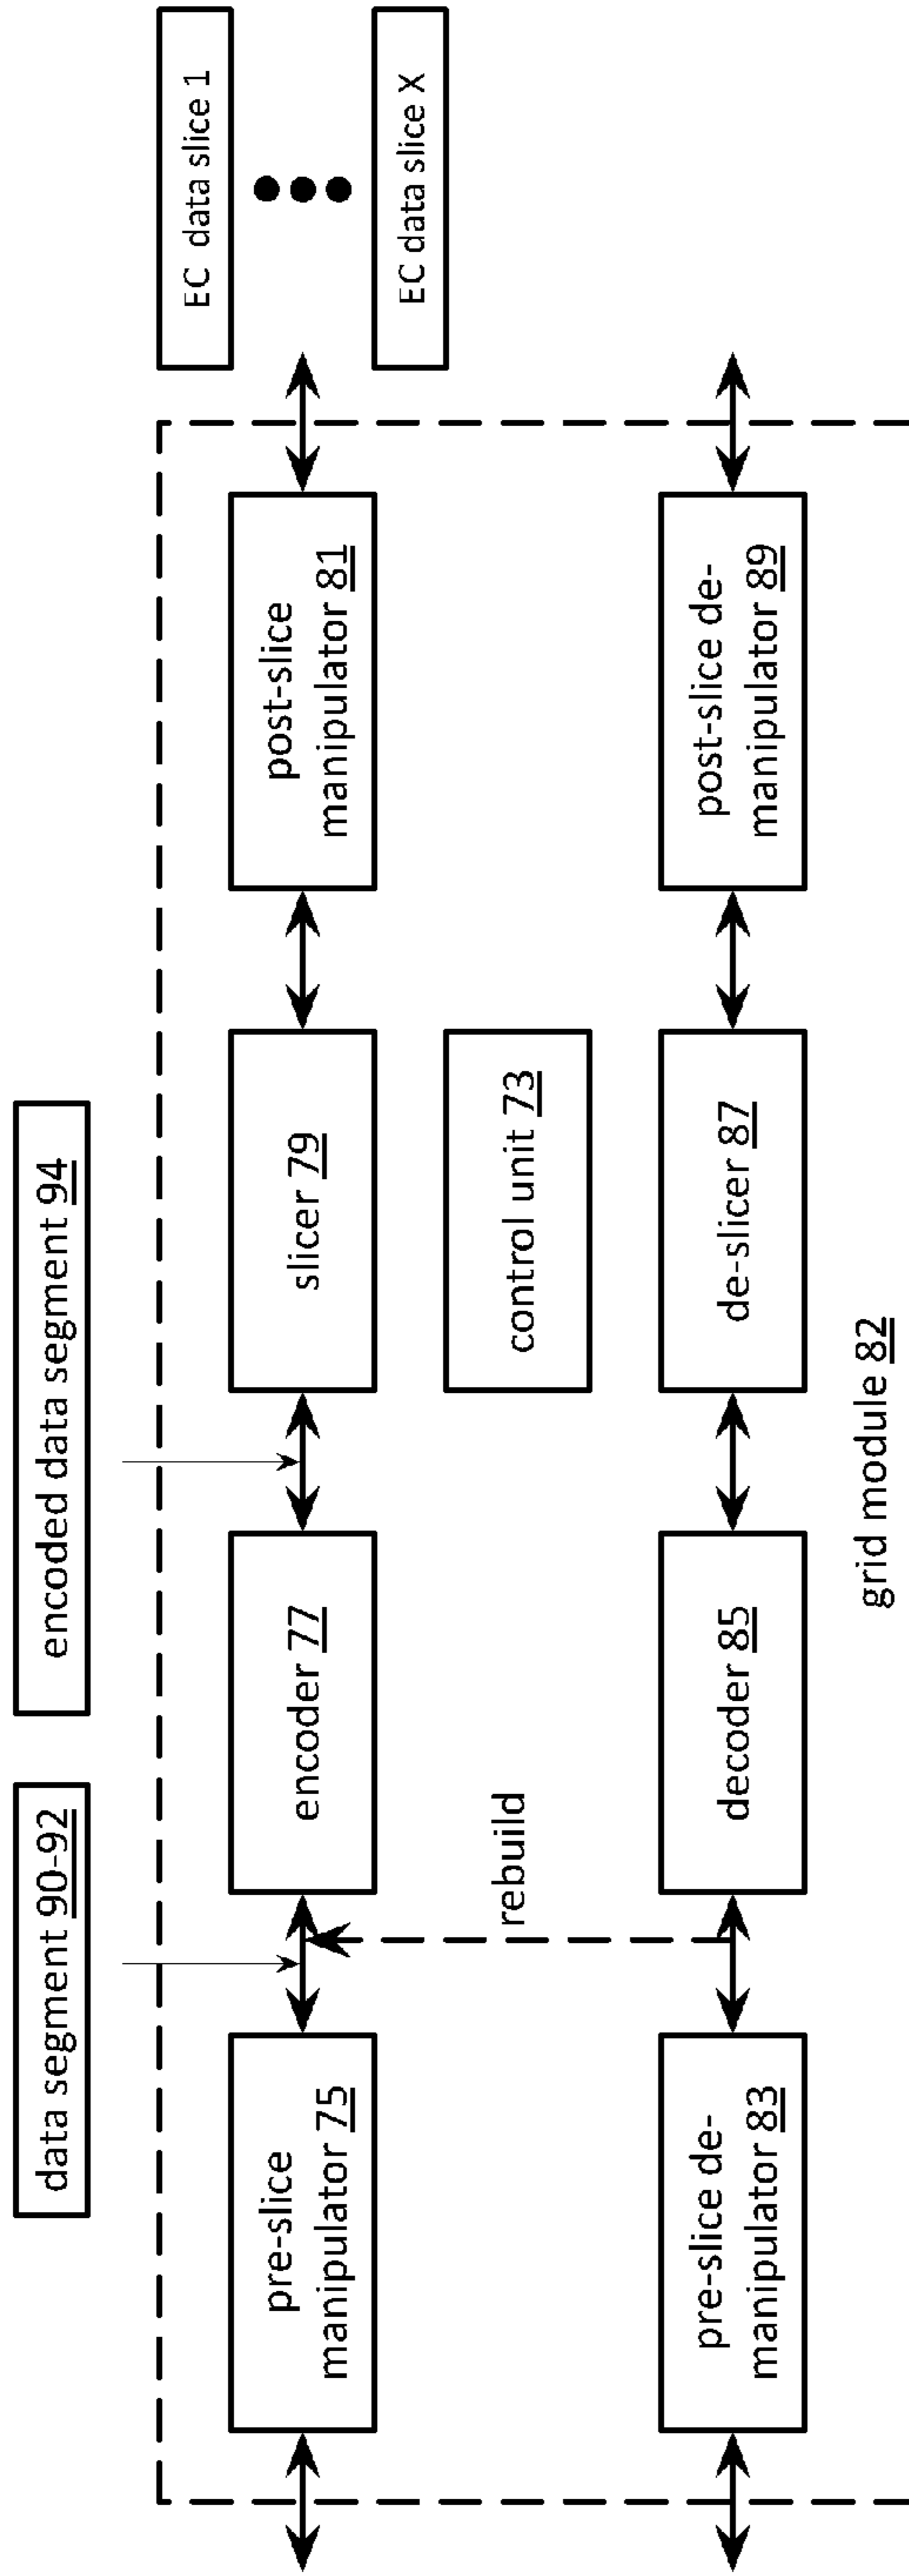 data segment 90-92
encoded data segment 94
pre-slice
manipulator 75
encoder 77
slicer 79
post-slice
manipulator 81
EC  data slice 1
EC data slice X
rebuild
control unit 73
pre-slice de-
manipulator 83
decoder 85
de-slicer 87
post-slice de-
manipulator 89
grid module 82